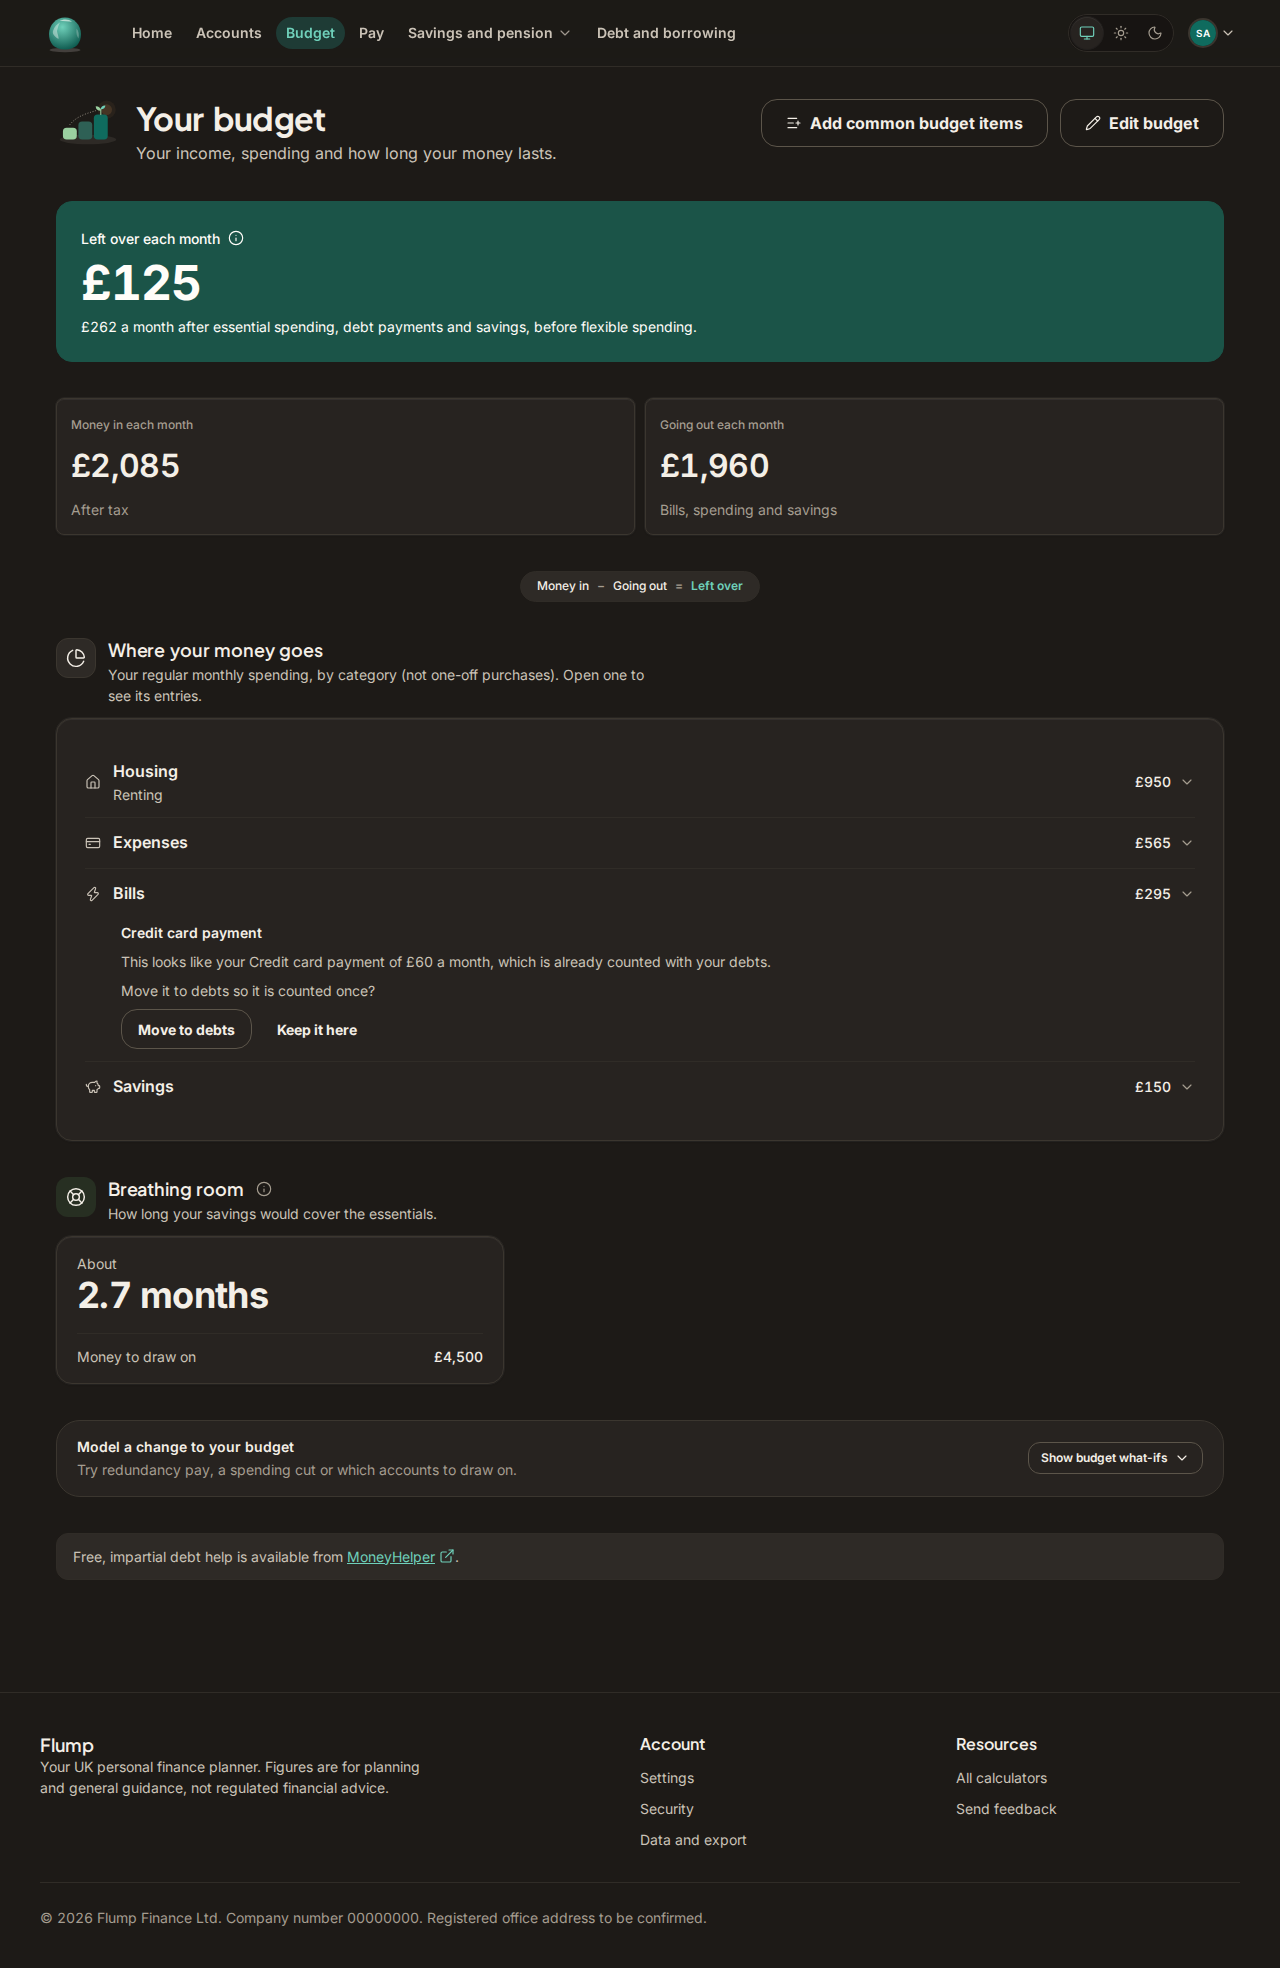 Home Accounts Budget Pay Savings and pension Debt and borrowing SA
Your budget
Your income, spending and how long your money lasts.
Add common budget items Edit budget
Left over each month
£125
£262 a month after essential spending, debt payments and savings, before flexible spending.
Money in each month
£2,085
After tax
Going out each month
£1,960
Bills, spending and savings
Money in − Going out = Left over
Where your money goes
Your regular monthly spending, by category (not one-off purchases). Open one to
see its entries.
Housing
Renting
£950
Expenses £565
Bills £295
Credit card payment
This looks like your Credit card payment of £60 a month, which is already counted with your debts.
Move it to debts so it is counted once?
Move to debts Keep it here
Savings £150
Breathing room
How long your savings would cover the essentials.
About
2.7 months
Money to draw on £4,500
Model a change to your budget
Try redundancy pay, a spending cut or which accounts to draw on.
Show budget what-ifs
Free, impartial debt help is available from MoneyHelper.
Flump
Your UK personal finance planner. Figures are for planning
and general guidance, not regulated financial advice.
Account
Settings
Security
Data and export
Resources
All calculators
Send feedback
© 2026 Flump Finance Ltd. Company number 00000000. Registered office address to be confirmed.